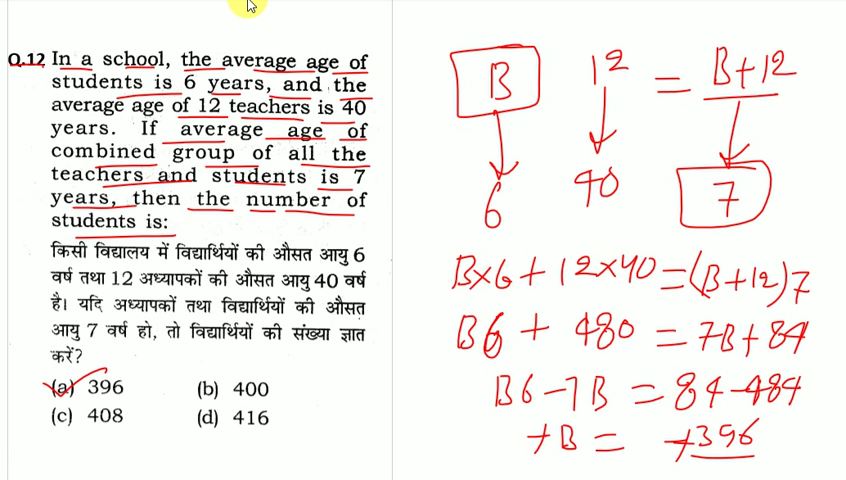 Q.12 In a school, the average age of
students is 6 years, and the
average age of 12 teachers is 40
years. If average age of
combined group of all the
teachers and students is 7
years, then the number of
students is:
किसी विद्यालय में विद्यार्थियों की औसत आयु 6
वर्ष तथा 12 अध्यापकों की औसत आयु 40 वर्ष
है। यदि अध्यापकों तथा विद्यार्थियों की औसत
आयु 7 वर्ष हो, तो विद्यार्थियों की संख्या ज्ञात
करें?
(a) 396 (b) 400
(c) 408 (d) 416
B 12 = B+12
6 40 7
B×6+12×40=(B+12)7
B6 + 480 = 7B+84
B6-7B = 84-484
+B = +396